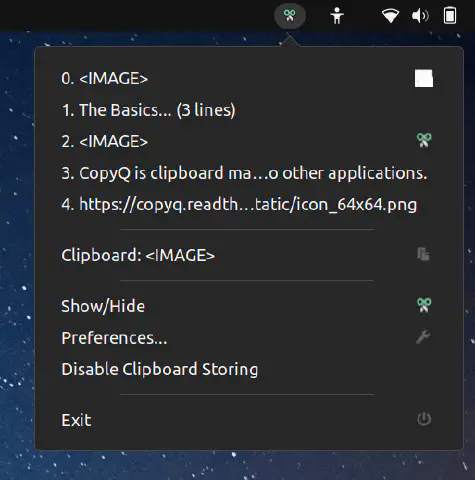 0. <IMAGE>
1. The Basics... (3 lines)
2. <IMAGE>
3. CopyQ is clipboard ma...o other applications.
4. https://copyq.readth...tatic/icon_64x64.png
Clipboard: <IMAGE>
Show/Hide
Preferences...
Disable Clipboard Storing
Exit